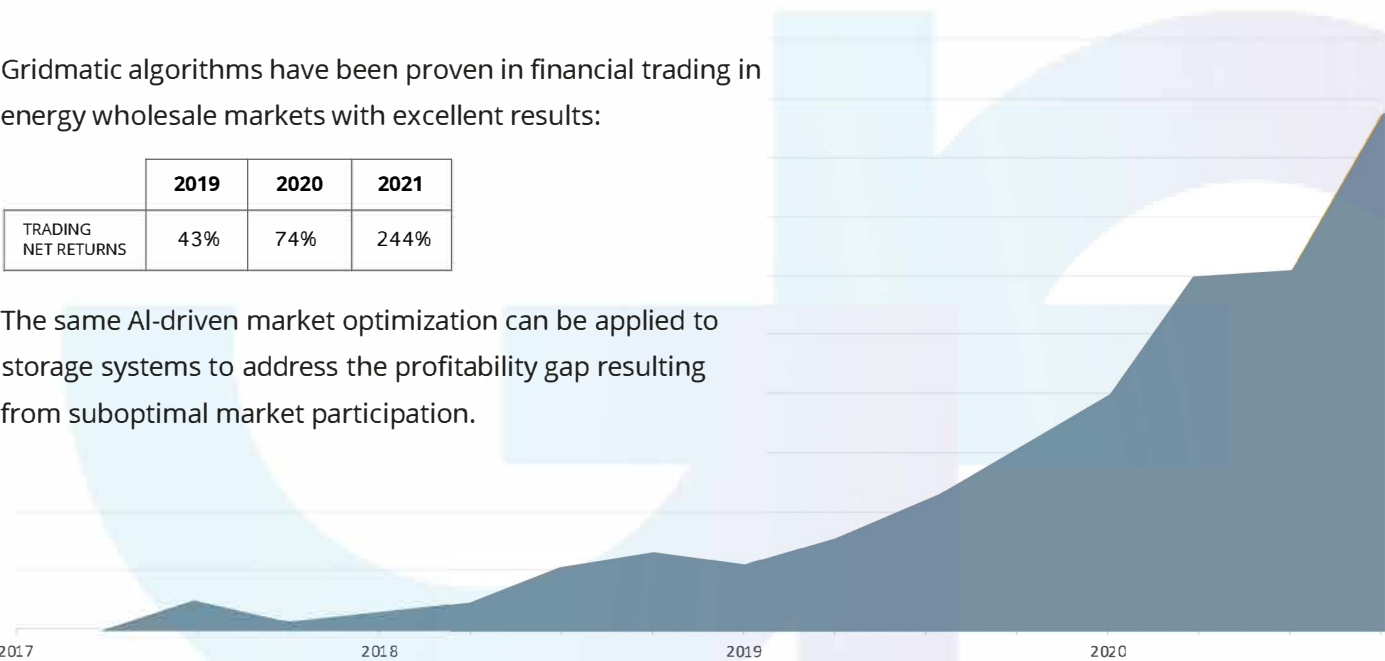 Gridmatic algorithms have been proven in financial trading in
energy wholesale markets with excellent results:
2019 2020 2021
TRADING
NET RETURNS 43% 74% 244%
The same AI-driven market optimization can be applied to
storage systems to address the profitability gap resulting
from suboptimal market participation.
2017 2018 2019 2020